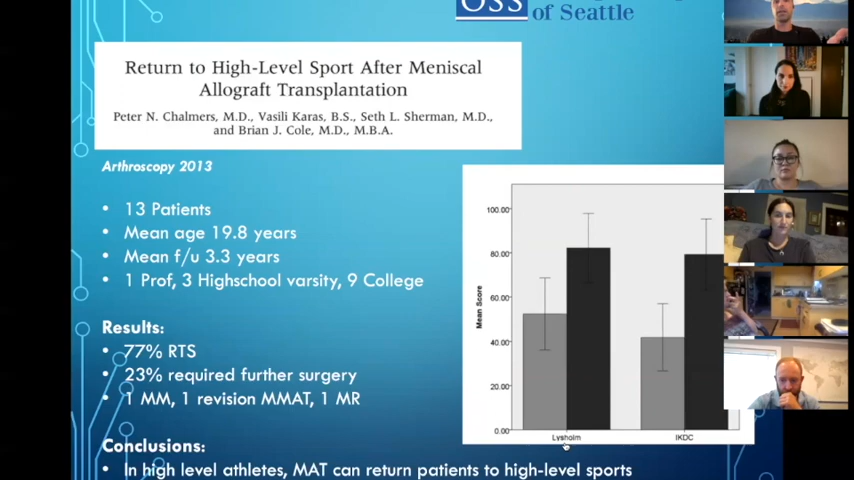 OSS
of Seattle
Return to High-Level Sport After Meniscal
Allograft Transplantation
Peter N. Chalmers, M.D., Vasili Karas, B.S., Seth L. Sherman, M.D.,
and Brian J. Cole, M.D., M.B.A.
Arthroscopy 2013
• 13 Patients
• Mean age 19.8 years
• Mean f/u 3.3 years
• 1 Prof, 3 Highschool varsity, 9 College
Results:
• 77% RTS
• 23% required further surgery
• 1 MM, 1 revision MMAT, 1 MR
Conclusions:
• In high level athletes, MAT can return patients to high-level sports
Mean Score
100.00
80.00
60.00
40.00
20.00
0.00
Lysholm
IKDC